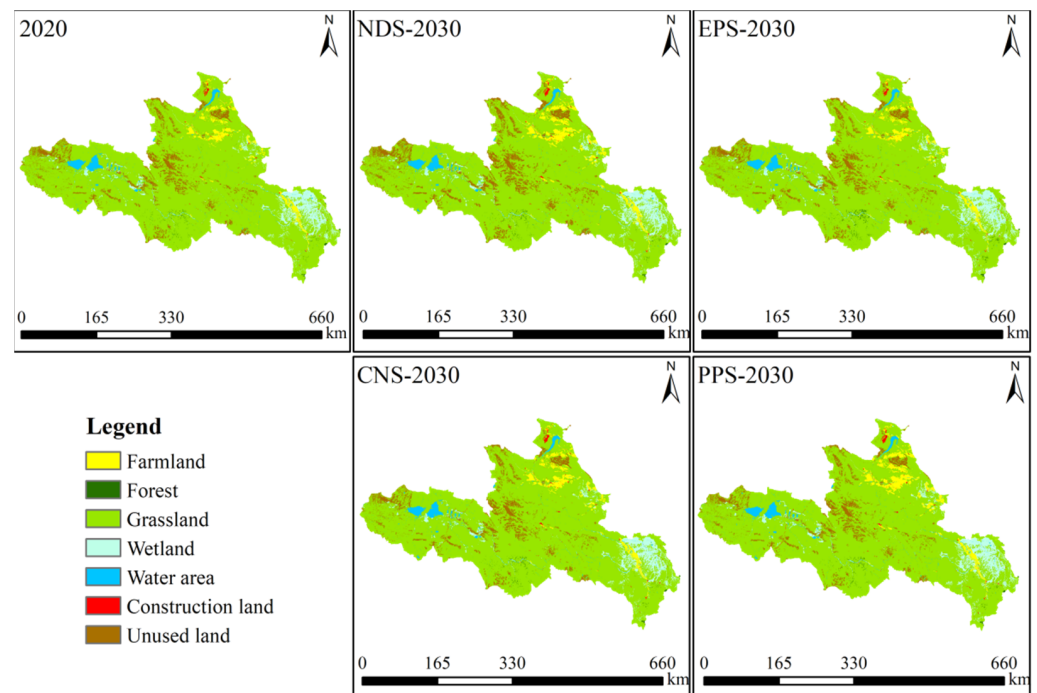 2020
N
0 165 330 660
km
NDS-2030
N
0 165 330 660
km
EPS-2030
N
0 165 330 660
km
Legend
Farmland
Forest
Grassland
Wetland
Water area
Construction land
Unused land
CNS-2030
N
0 165 330 660
km
PPS-2030
N
0 165 330 660
km